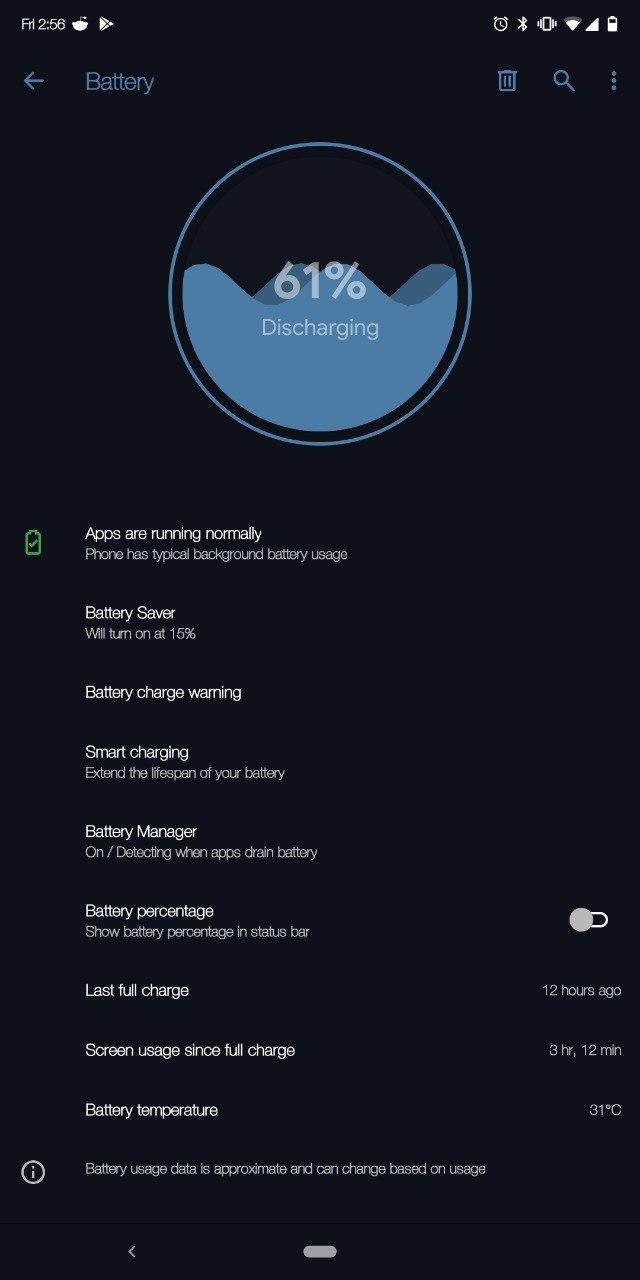 Fri 2:56
Battery
61%
Discharging
Apps are running normally
Phone has typical background battery usage
Battery Saver
Will turn on at 15%
Battery charge warning
Smart charging
Extend the lifespan of your battery
Battery Manager
On / Detecting when apps drain battery
Battery percentage
Show battery percentage in status bar
Last full charge 12 hours ago
Screen usage since full charge 3 hr, 12 min
Battery temperature 31°C
Battery usage data is approximate and can change based on usage